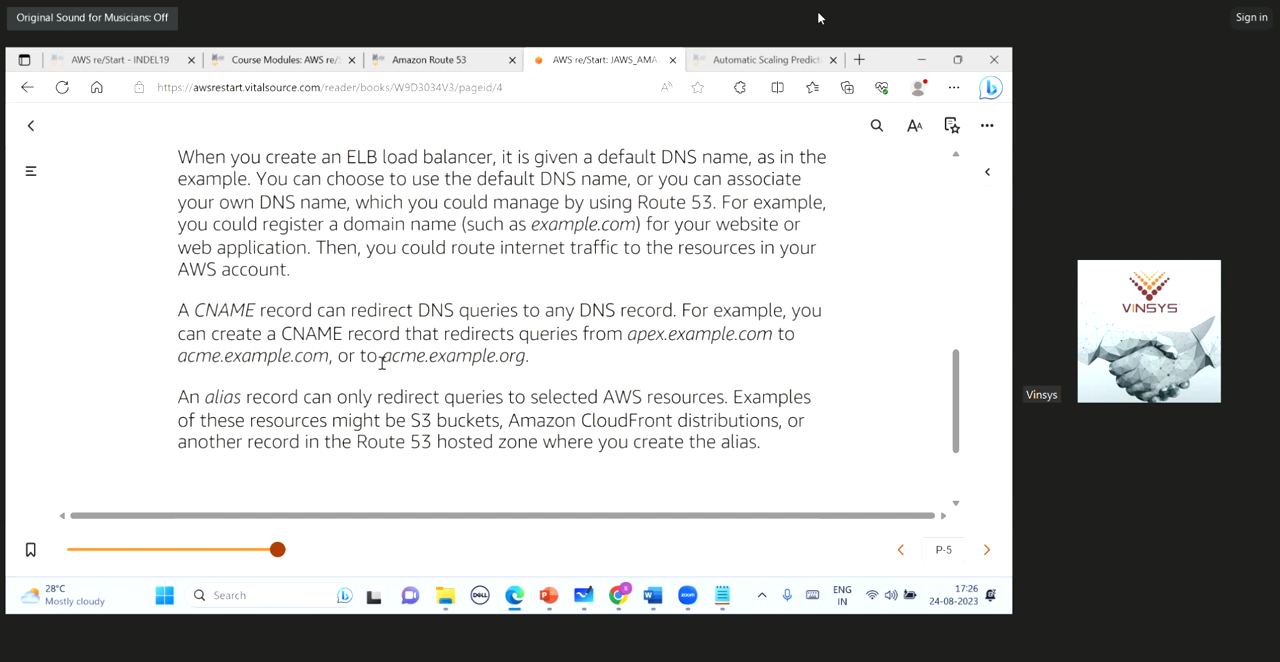 Original Sound for Musicians: Off
Sign in
AWS re/Start - INDEL19
Course Modules: AWS re/
Amazon Route 53
AWS re/Start: JAWS_AMA
Automatic Scaling Predicti
https://awsrestart.vitalsource.com/reader/books/W9D3034V3/pageid/4
When you create an ELB load balancer, it is given a default DNS name, as in the
example. You can choose to use the default DNS name, or you can associate
your own DNS name, which you could manage by using Route 53. For example,
you could register a domain name (such as example.com) for your website or
web application. Then, you could route internet traffic to the resources in your
AWS account.
A CNAME record can redirect DNS queries to any DNS record. For example, you
can create a CNAME record that redirects queries from apex.example.com to
acme.example.com, or to acme.example.org.
An alias record can only redirect queries to selected AWS resources. Examples
of these resources might be S3 buckets, Amazon CloudFront distributions, or
another record in the Route 53 hosted zone where you create the alias.
VINSYS
Vinsys
P-5
28°C
Mostly cloudy
Search
DELL
zoom
ENG
IN
17:26
24-08-2023